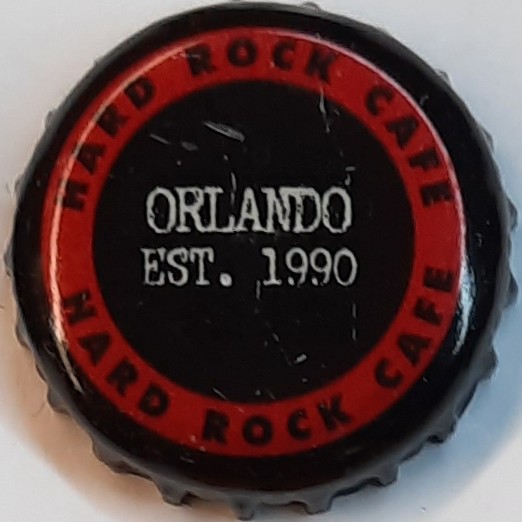 HARD ROCK CAFE
ORLANDO
EST. 1990
HARD ROCK CAFE